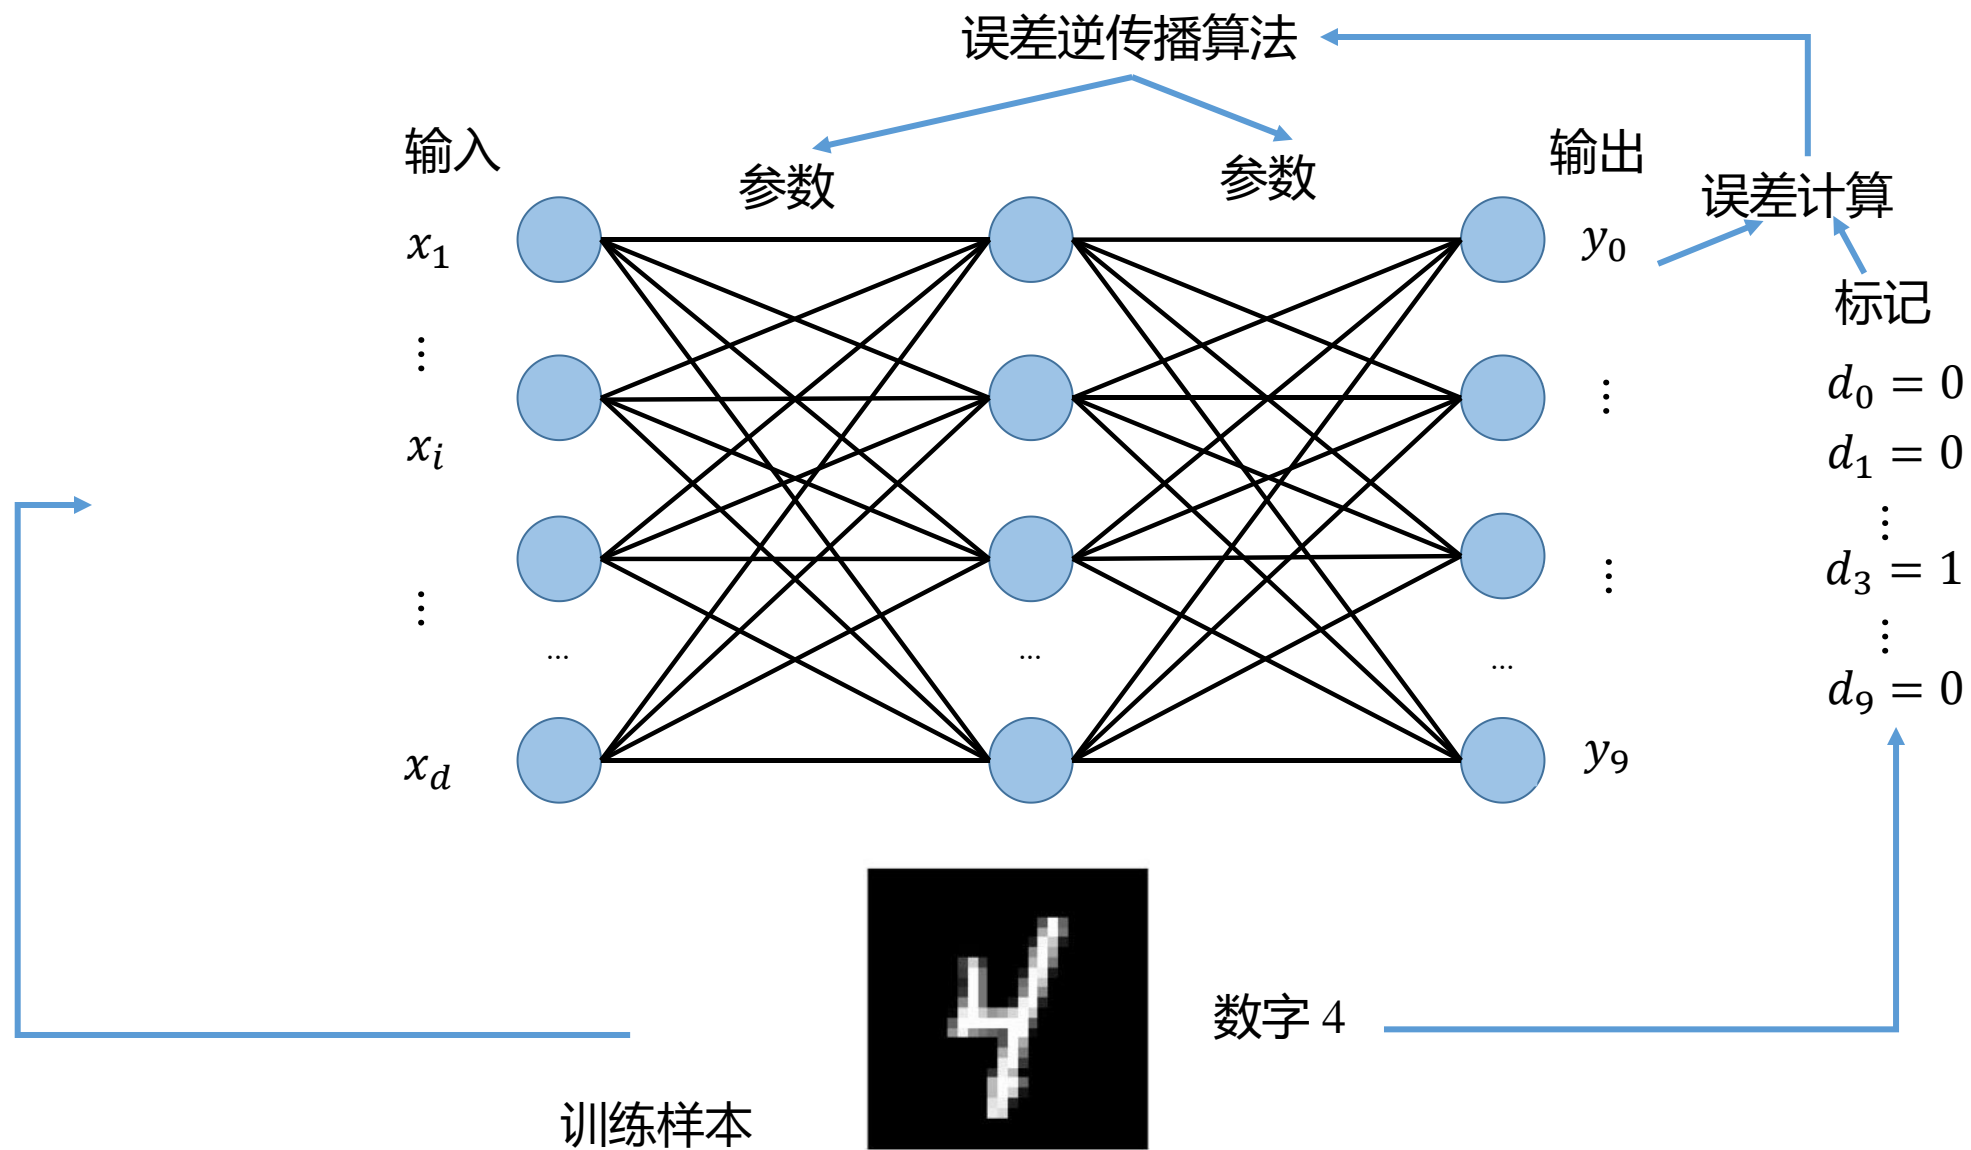 误差逆传播算法
输入
参数
参数
输出
误差计算
x₁
y₀
标记
⋮
⋮
d₀ = 0
xᵢ
d₁ = 0
⋮
⋮
d₃ = 1
⋮
⋮
... ... ...
d₉ = 0
x_d
y₉
数字 4
训练样本